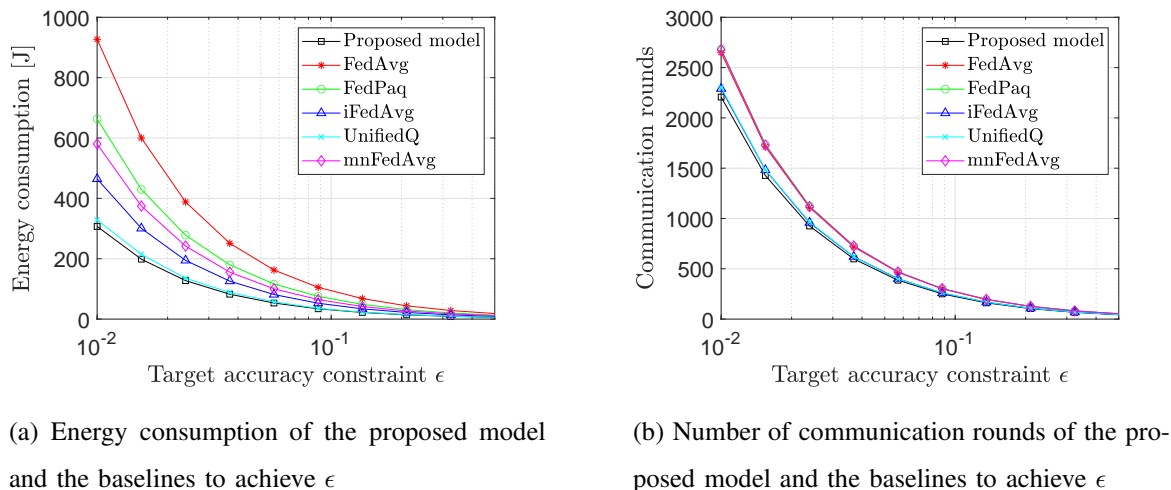 1000
800
600
400
200
0
Energy consumption [J]
Proposed model
FedAvg
FedPaq
iFedAvg
UnifiedQ
mnFedAvg
10-2
10-1
Target accuracy constraint ϵ
3000
2500
2000
1500
1000
500
0
Communication rounds
Proposed model
FedAvg
FedPaq
iFedAvg
UnifiedQ
mnFedAvg
10-2
10-1
Target accuracy constraint ϵ
(a) Energy consumption of the proposed model
and the baselines to achieve ϵ
(b) Number of communication rounds of the pro-
posed model and the baselines to achieve ϵ